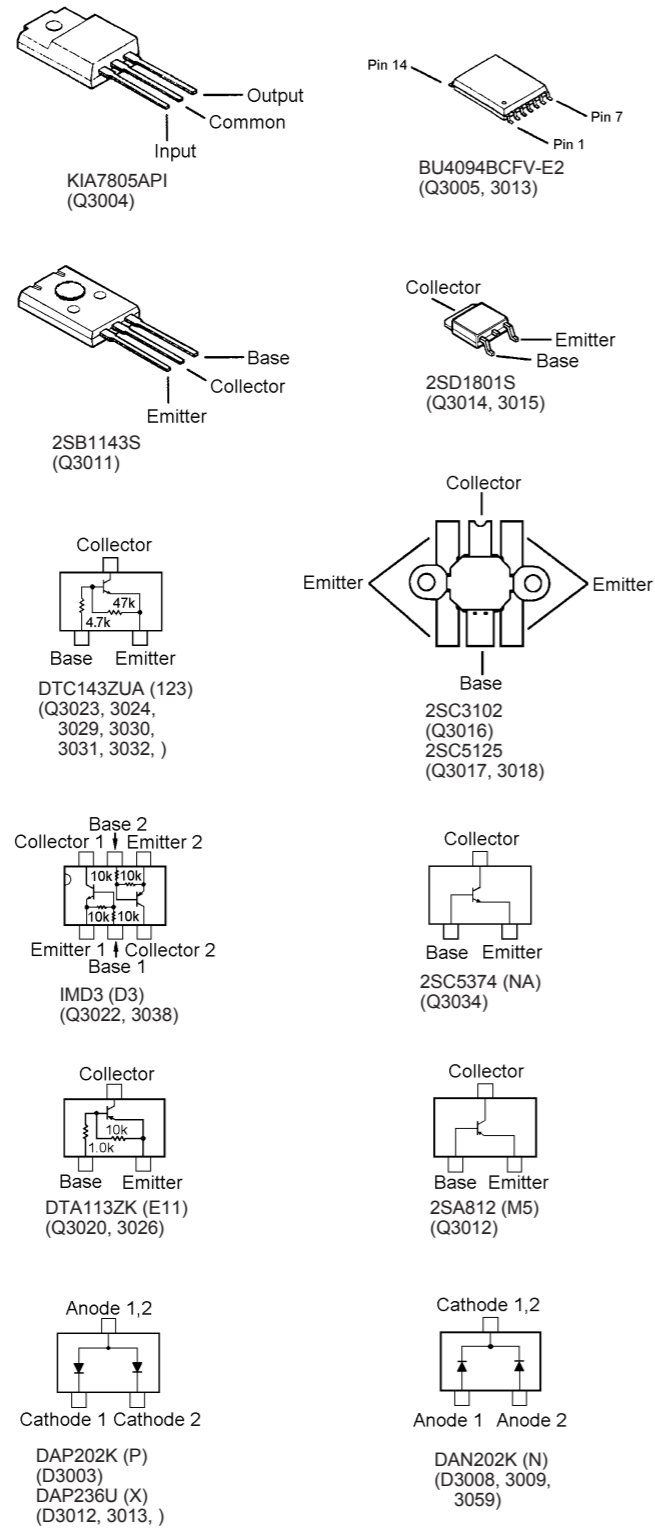 Output
Common
Input
KIA7805API
(Q3004)
Pin 14
Pin 7
Pin 1
BU4094BCFV-E2
(Q3005, 3013)
Base
Collector
Emitter
2SB1143S
(Q3011)
Collector
Emitter
Base
2SD1801S
(Q3014, 3015)
Collector
47k
4.7k
Base Emitter
DTC143ZUA (123)
(Q3023, 3024,
3029, 3030,
3031, 3032, )
Collector
Emitter Emitter
Base
2SC3102
(Q3016)
2SC5125
(Q3017, 3018)
Base 2
Collector 1 Emitter 2
10k 10k
10k 10k
Emitter 1 Collector 2
Base 1
IMD3 (D3)
(Q3022, 3038)
Collector
Base Emitter
2SC5374 (NA)
(Q3034)
Collector
10k
1.0k
Base Emitter
DTA113ZK (E11)
(Q3020, 3026)
Collector
Base Emitter
2SA812 (M5)
(Q3012)
Anode 1,2
Cathode 1 Cathode 2
DAP202K (P)
(D3003)
DAP236U (X)
(D3012, 3013, )
Cathode 1,2
Anode 1 Anode 2
DAN202K (N)
(D3008, 3009,
3059)